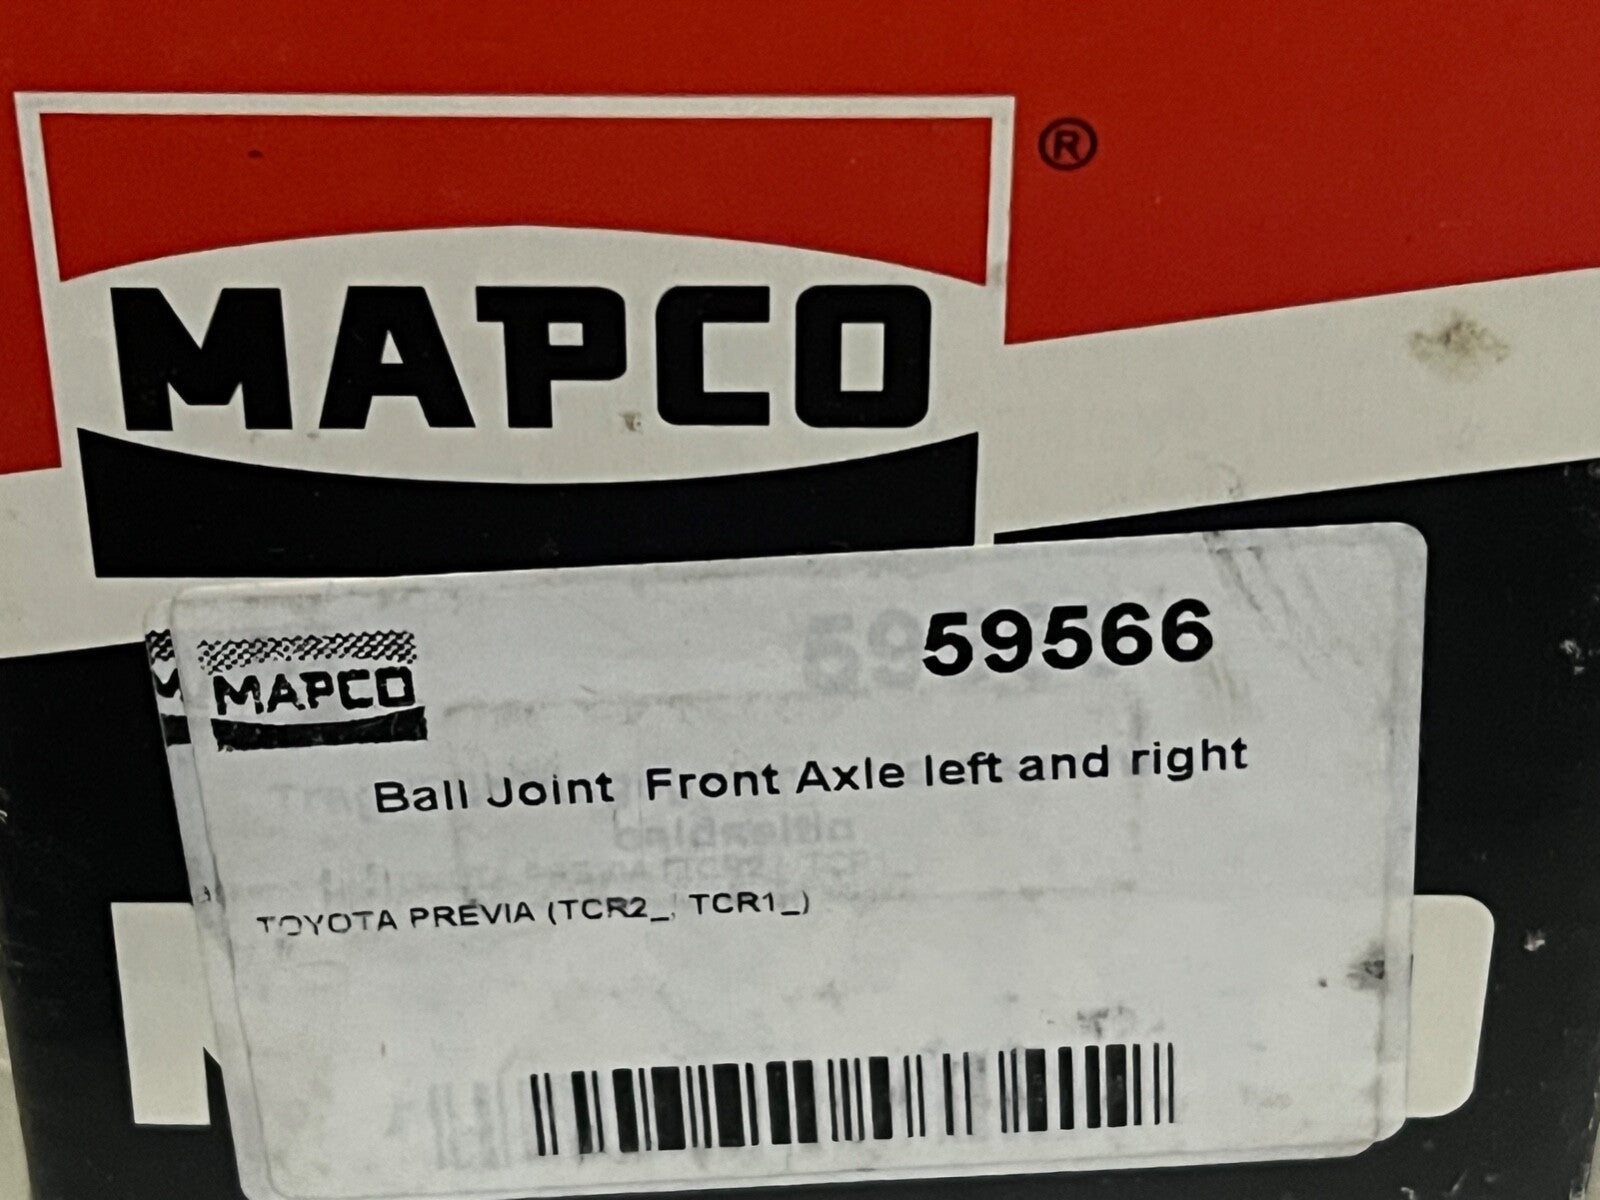 MAPCO ®
59566
MAPCO
Ball Joint Front Axle left and right
TOYOTA PREVIA (TCR2_, TCR1_)